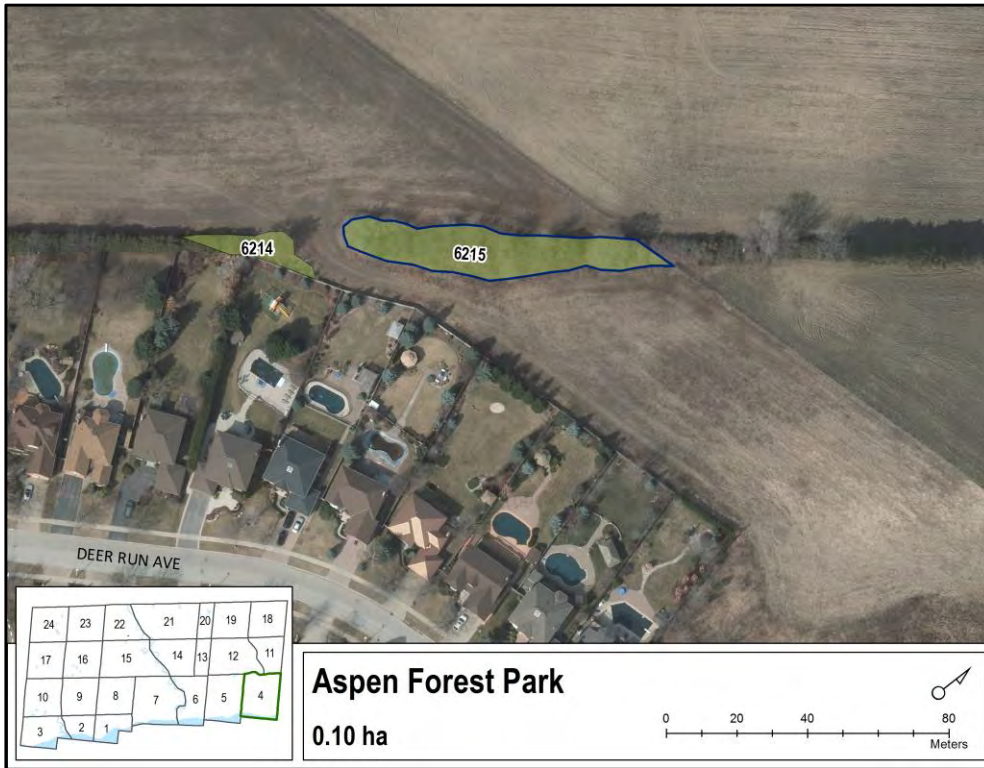 6214
6215
DEER RUN AVE
24 23 22 21 20 19 18
17 16 15 14 13 12 11
10 9 8 7 6 5 4
3 2 1
Aspen Forest Park
0.10 ha
0 20 40 80
Meters